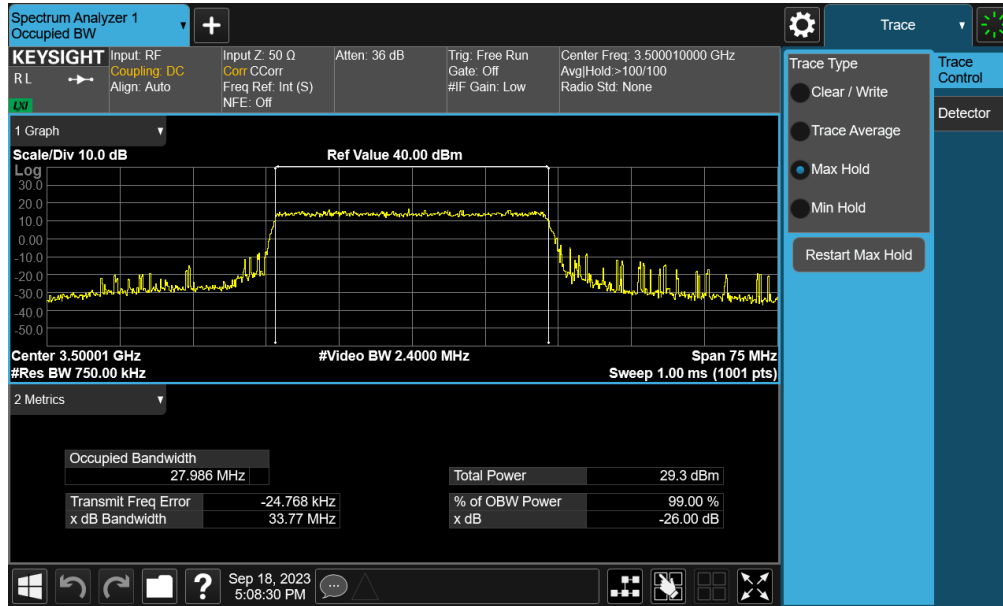 Spectrum Analyzer 1
Occupied BW
+
Trace
KEYSIGHT
R L
LXI
Input: RF
Coupling: DC
Align: Auto
Input Z: 50 Ω
Corr CCorr
Freq Ref: Int (S)
NFE: Off
Atten: 36 dB
Trig: Free Run
Gate: Off
#IF Gain: Low
Center Freq: 3.500010000 GHz
Avg|Hold:>100/100
Radio Std: None
Trace Type
Clear / Write
Trace Average
Max Hold
Min Hold
Restart Max Hold
Trace
Control
Detector
1 Graph
Scale/Div 10.0 dB
Ref Value 40.00 dBm
Log
30.0
20.0
10.0
0.00
-10.0
-20.0
-30.0
-40.0
-50.0
Center 3.50001 GHz
#Video BW 2.4000 MHz
Span 75 MHz
#Res BW 750.00 kHz
Sweep 1.00 ms (1001 pts)
2 Metrics
Occupied Bandwidth
27.986 MHz
Total Power 29.3 dBm
Transmit Freq Error -24.768 kHz
% of OBW Power 99.00 %
x dB Bandwidth 33.77 MHz
x dB -26.00 dB
?
Sep 18, 2023
5:08:30 PM